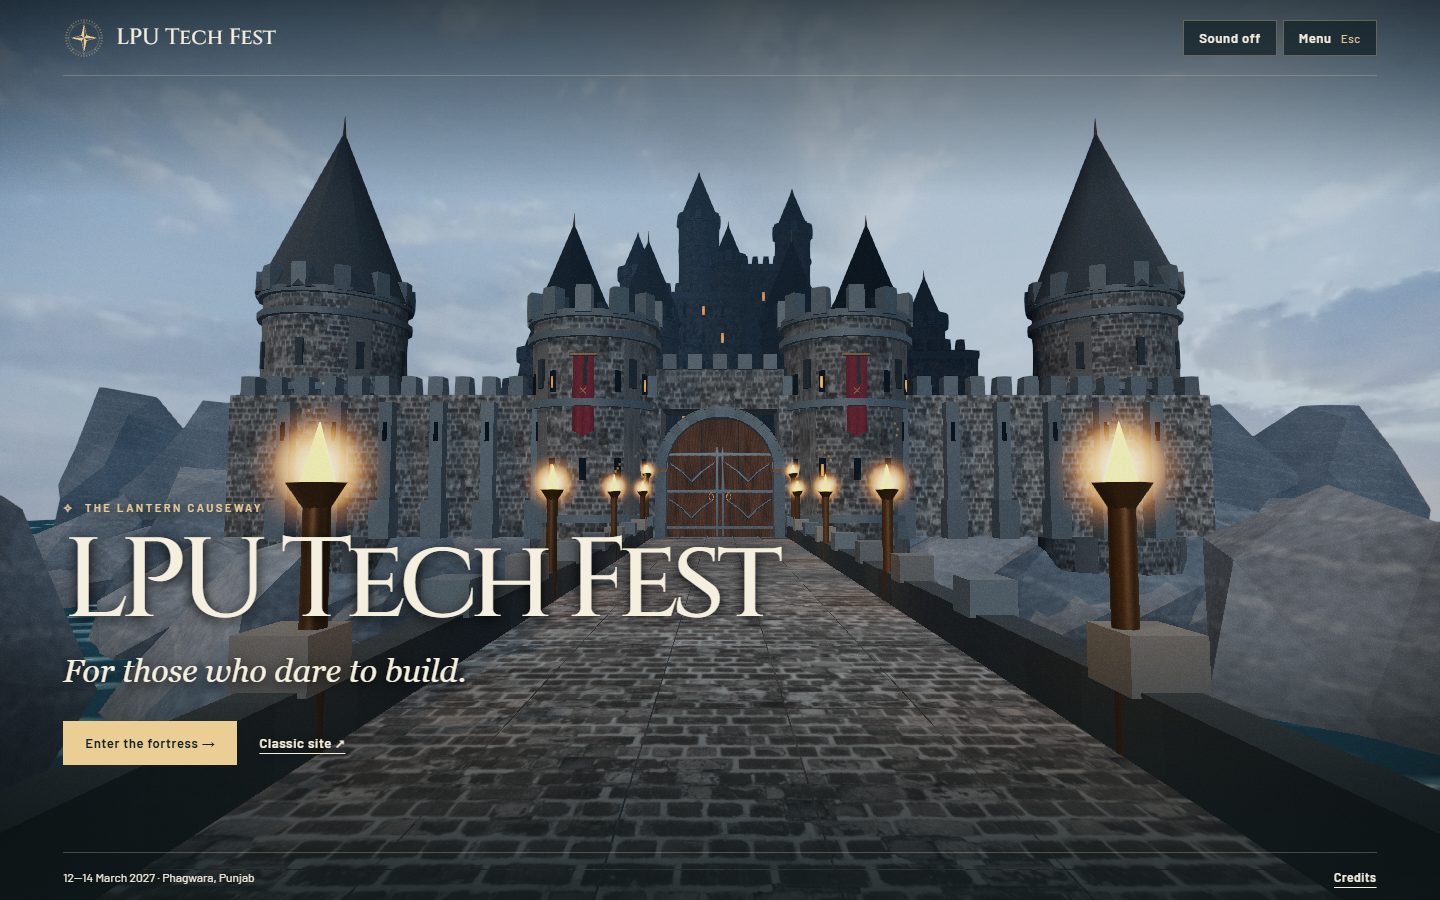 LPU Tech Fest
Sound off
Menu Esc
❖ THE LANTERN CAUSEWAY
LPU Tech Fest
For those who dare to build.
Enter the fortress →
Classic site ↗
12—14 March 2027 · Phagwara, Punjab
Credits